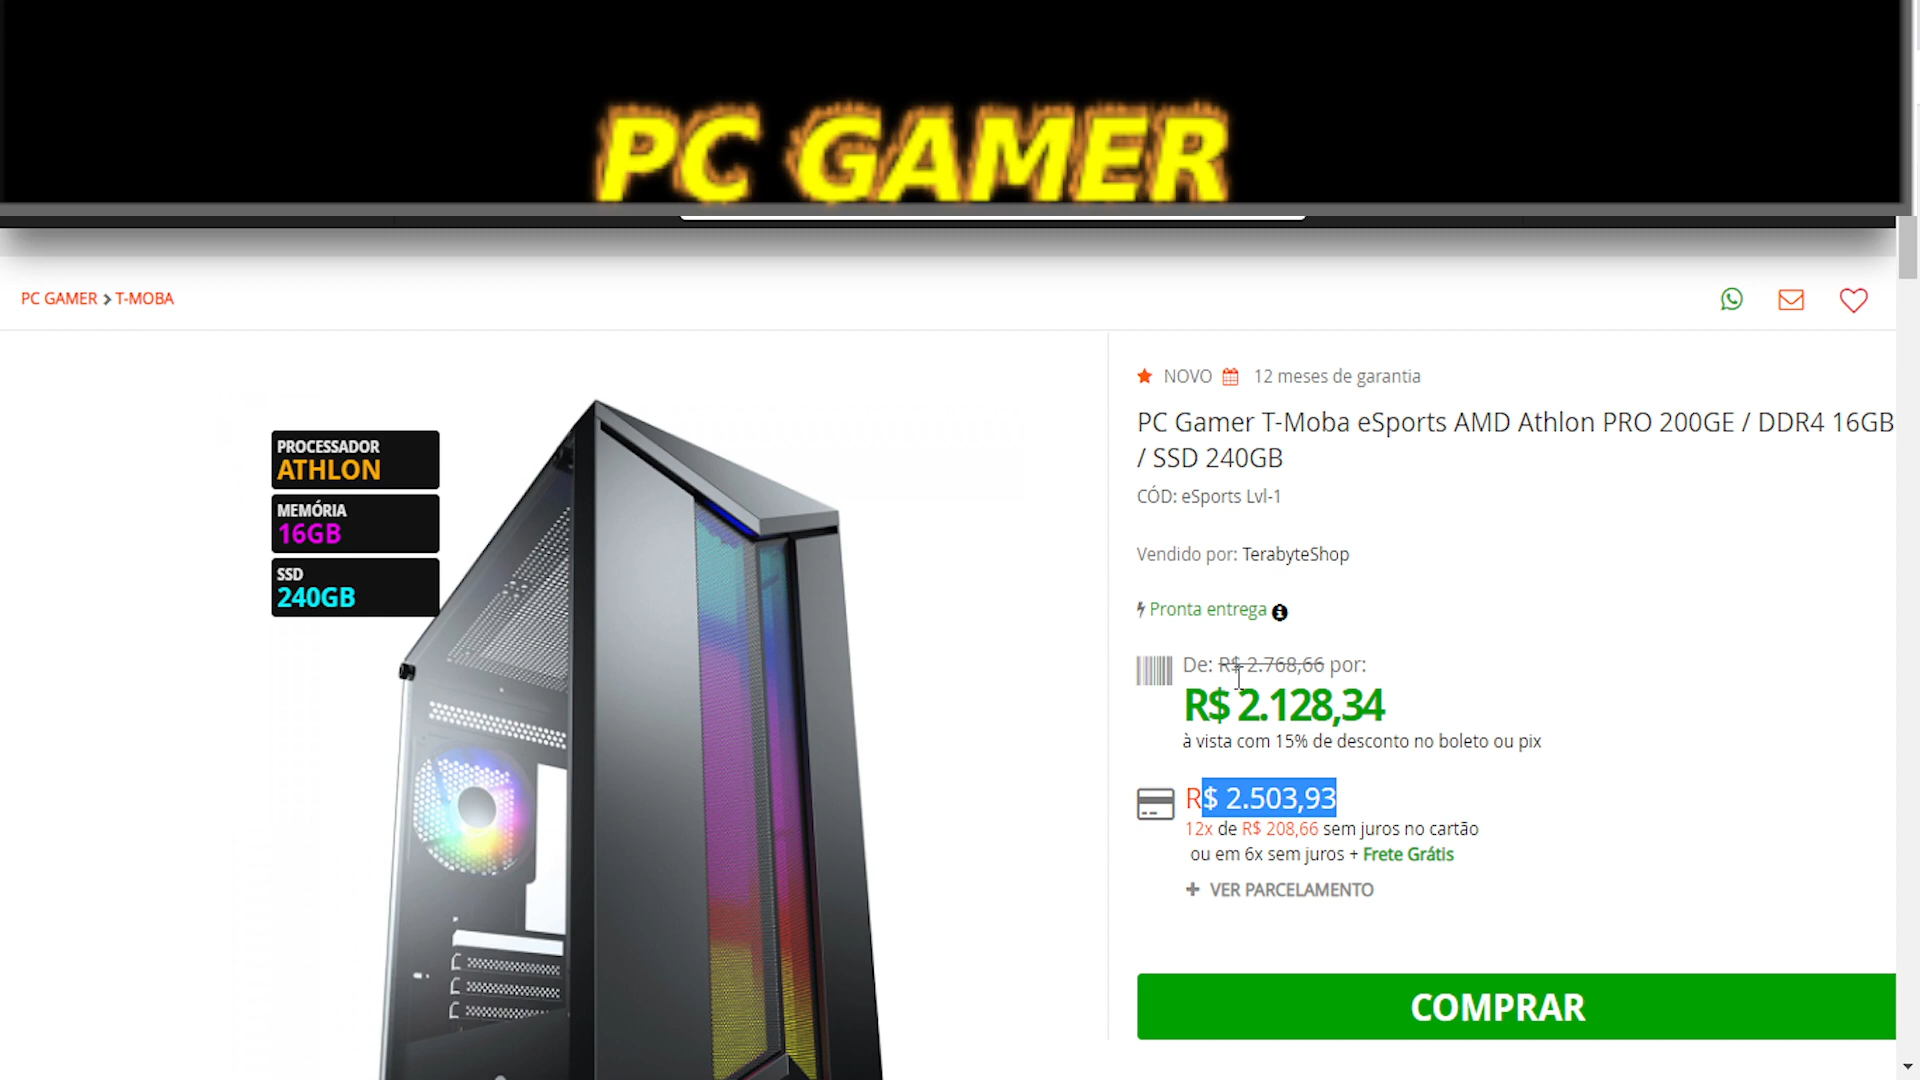 PC GAMER
PC GAMER > T-MOBA
NOVO 12 meses de garantia
PC Gamer T-Moba eSports AMD Athlon PRO 200GE / DDR4 16GB
/ SSD 240GB
CÓD: eSports Lvl-1
Vendido por: TerabyteShop
Pronta entrega
De: R$ 2.768,66 por:
R$ 2.128,34
à vista com 15% de desconto no boleto ou pix
R$ 2.503,93
12x de R$ 208,66 sem juros no cartão
ou em 6x sem juros + Frete Grátis
+ VER PARCELAMENTO
COMPRAR
PROCESSADOR
ATHLON
MEMÓRIA
16GB
SSD
240GB